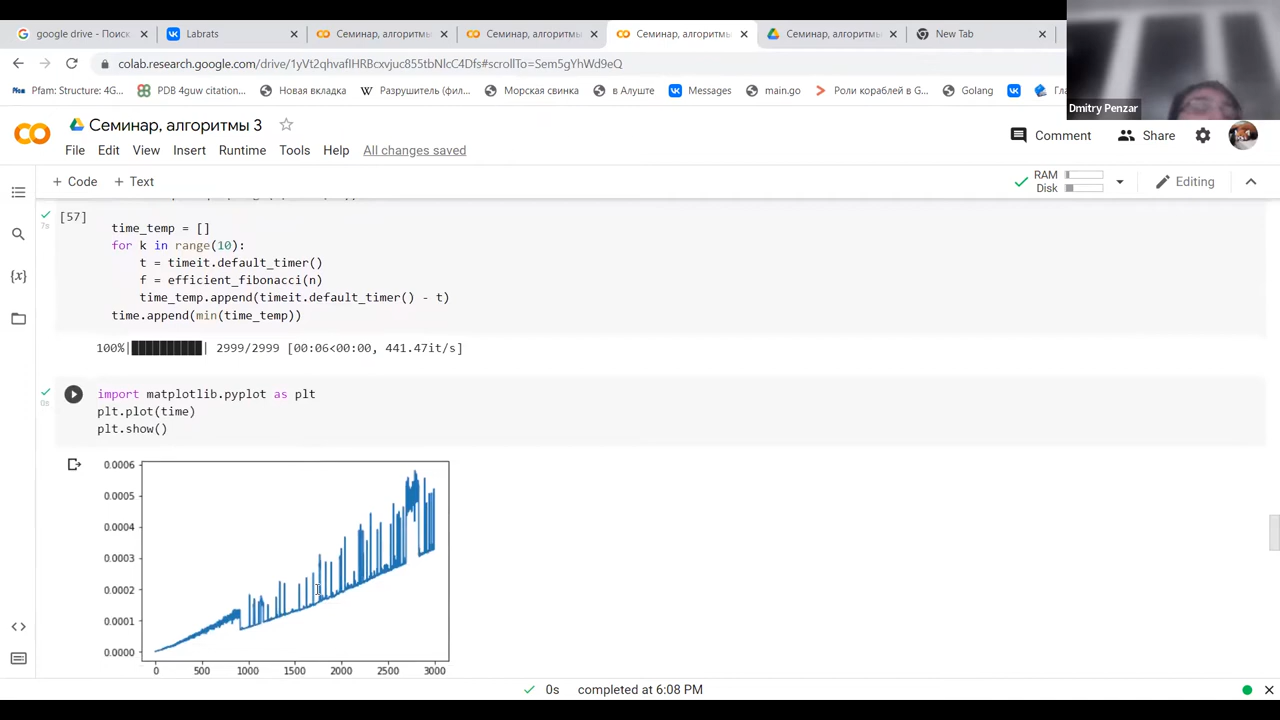 google drive - Поиск
Labrats
Семинар, алгоритмы
Семинар, алгоритмы
Семинар, алгоритмы
Семинар, алгоритмы
New Tab
colab.research.google.com/drive/1yVt2qhvaflHRBcxvjuc855tbNlcC4Dfs#scrollTo=Sem5gYhWd9eQ
Pfam: Structure: 4G...
PDB 4guw citation...
Новая вкладка
Разрушитель (фил...
Морская свинка
в Алуште
Messages
main.go
Роли кораблей в G...
Golang
Гла
Dmitry Penzar
Семинар, алгоритмы 3
Comment
Share
File Edit View Insert Runtime Tools Help All changes saved
+ Code + Text
RAM
Disk
Editing
[57]
7s
time_temp = []
for k in range(10):
t = timeit.default_timer()
f = efficient_fibonacci(n)
time_temp.append(timeit.default_timer() - t)
time.append(min(time_temp))
100%|██████████| 2999/2999 [00:06<00:00, 441.47it/s]
0s
import matplotlib.pyplot as plt
plt.plot(time)
plt.show()
0.0006
0.0005
0.0004
0.0003
0.0002
0.0001
0.0000
0 500 1000 1500 2000 2500 3000
0s completed at 6:08 PM